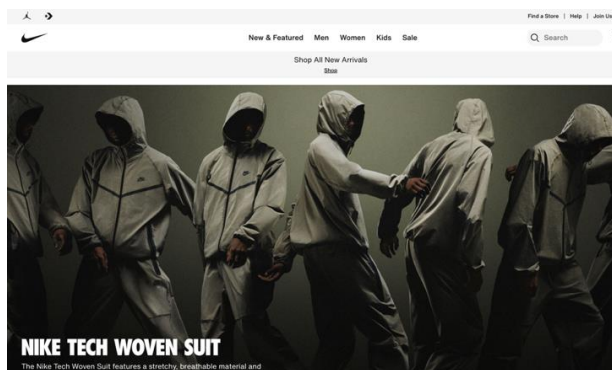 Find a Store | Help | Join Us
New & Featured Men Women Kids Sale
Search
Shop All New Arrivals
Shop
NIKE TECH WOVEN SUIT
The Nike Tech Woven Suit features a stretchy, breathable material and